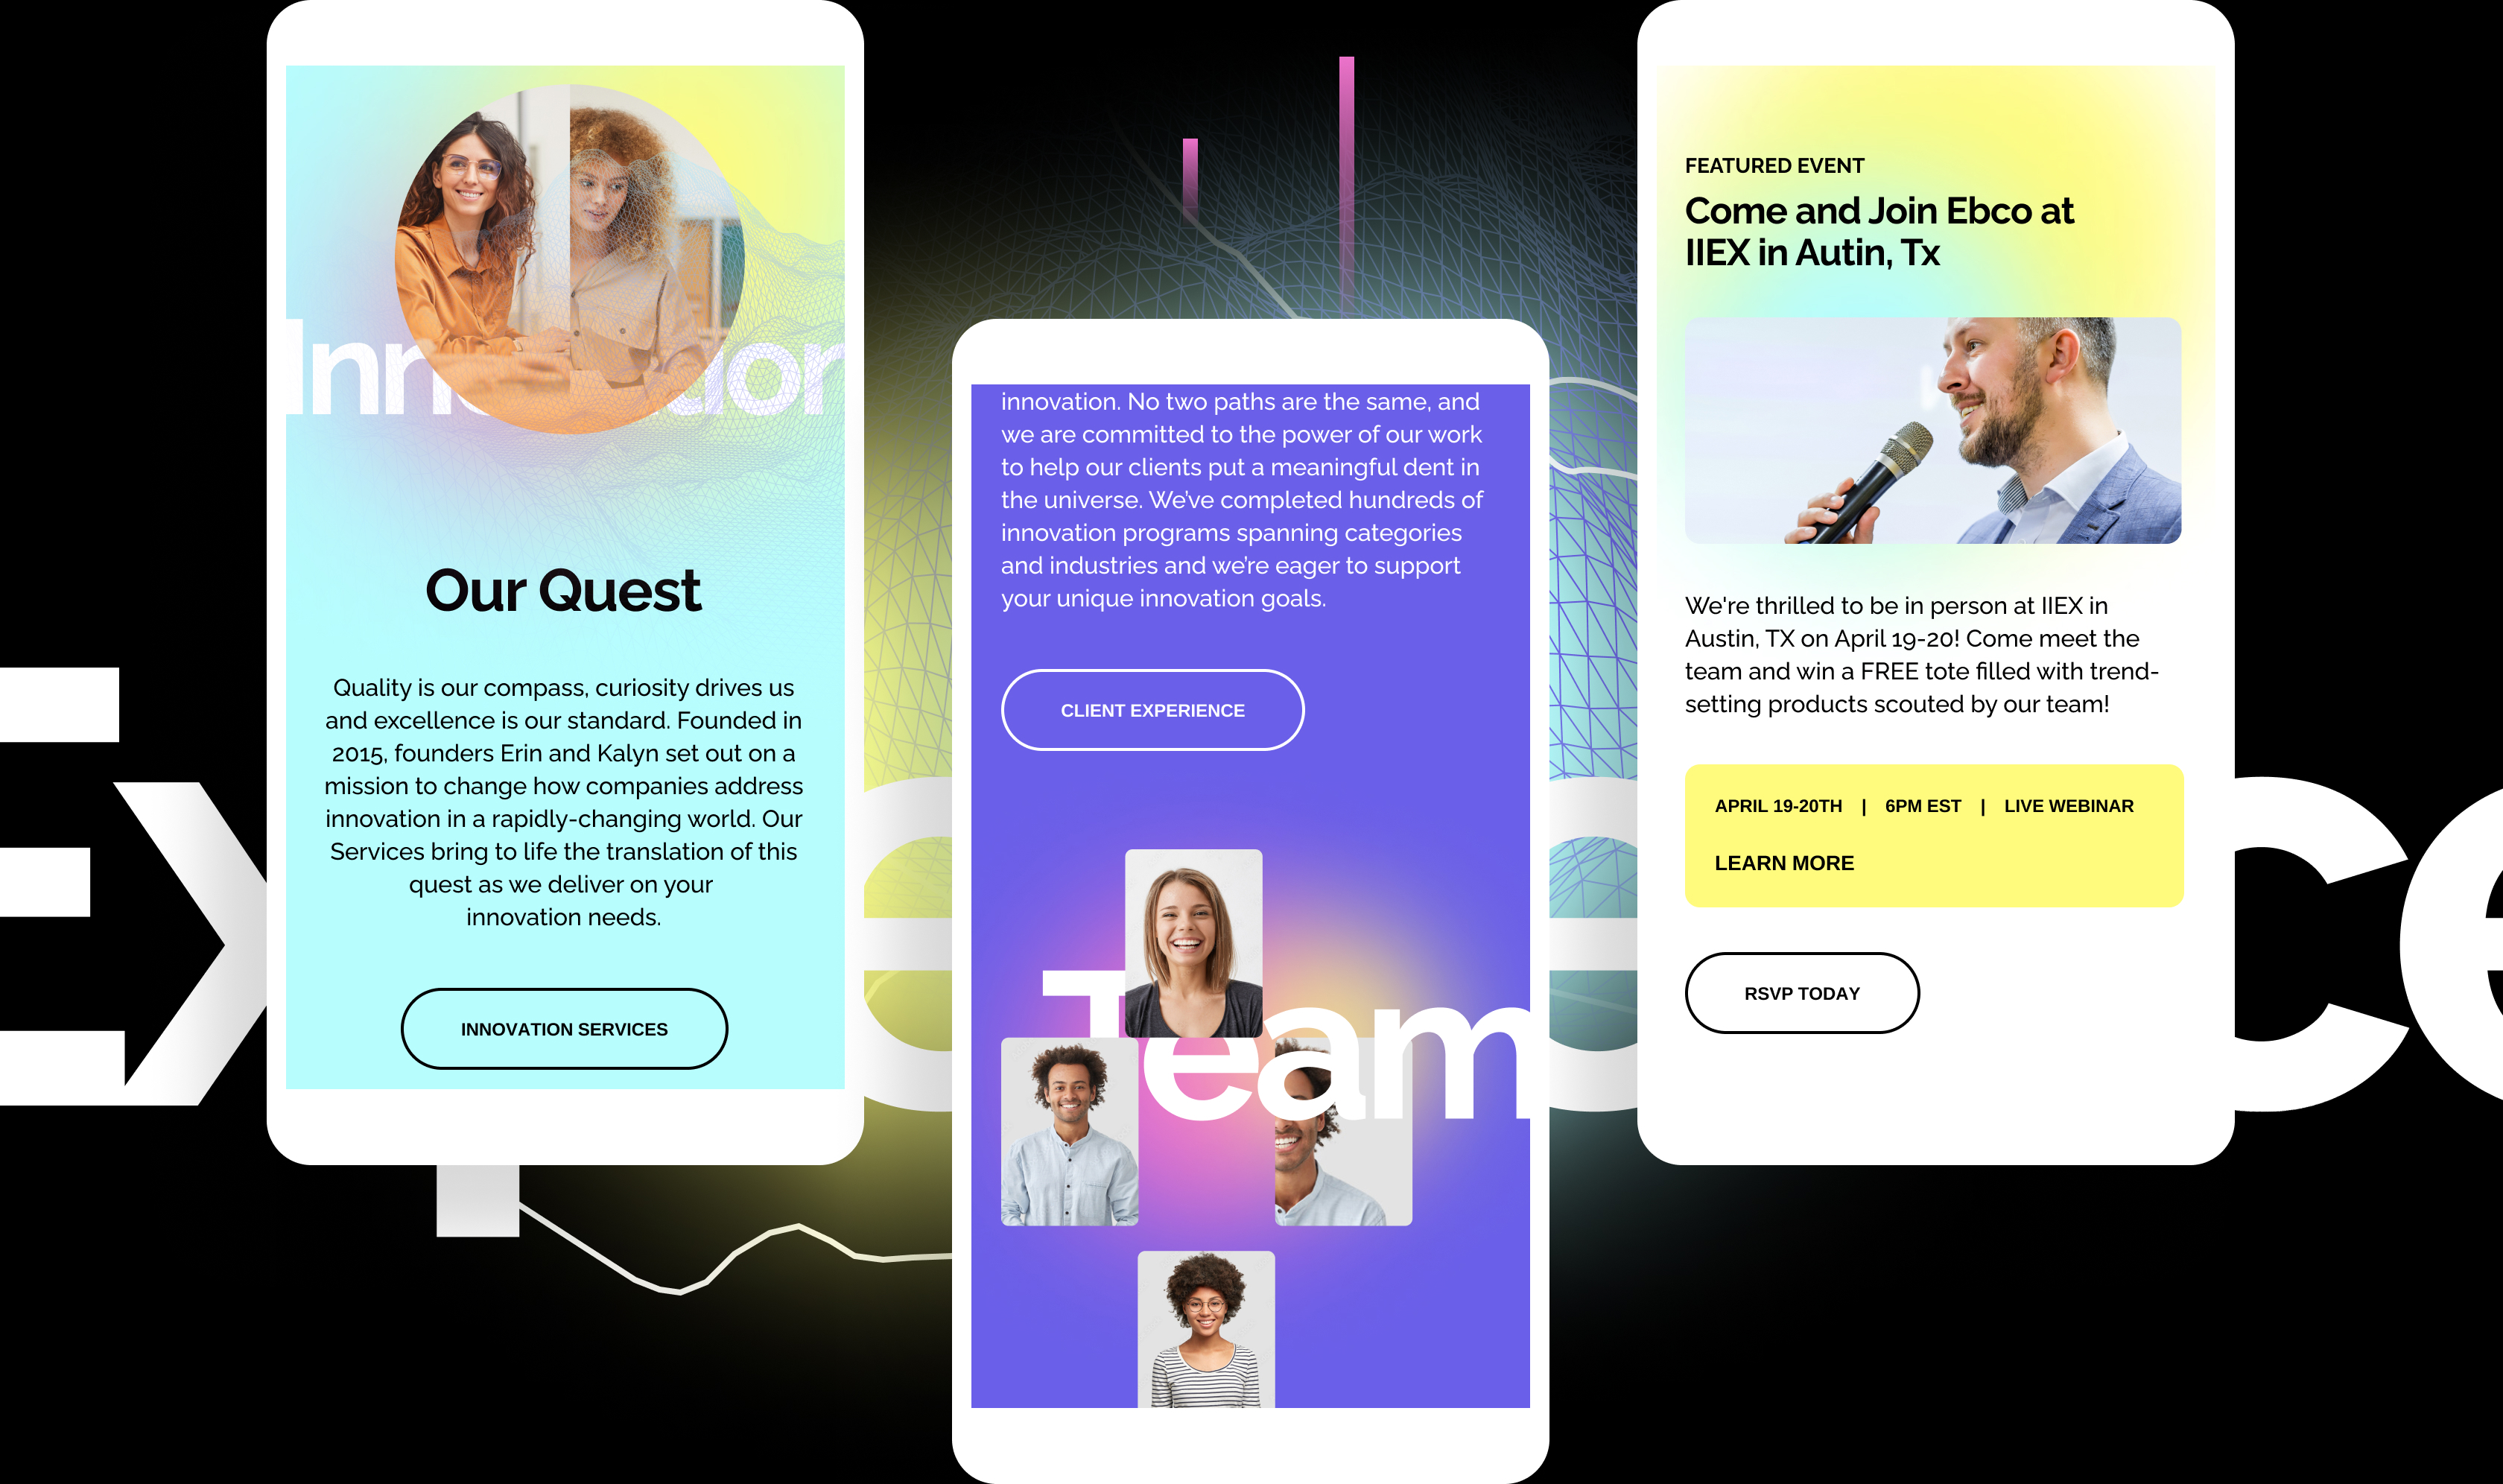 Our Quest
Quality is our compass, curiosity drives us
and excellence is our standard. Founded in
2015, founders Erin and Kalyn set out on a
mission to change how companies address
innovation in a rapidly-changing world. Our
Services bring to life the translation of this
quest as we deliver on your
innovation needs.
INNOVATION SERVICES
innovation. No two paths are the same, and
we are committed to the power of our work
to help our clients put a meaningful dent in
the universe. We’ve completed hundreds of
innovation programs spanning categories
and industries and we’re eager to support
your unique innovation goals.
CLIENT EXPERIENCE
Team
FEATURED EVENT
Come and Join Ebco at
IIEX in Autin, Tx
We're thrilled to be in person at IIEX in
Austin, TX on April 19-20! Come meet the
team and win a FREE tote filled with trend-
setting products scouted by our team!
APRIL 19-20TH | 6PM EST | LIVE WEBINAR
LEARN MORE
RSVP TODAY